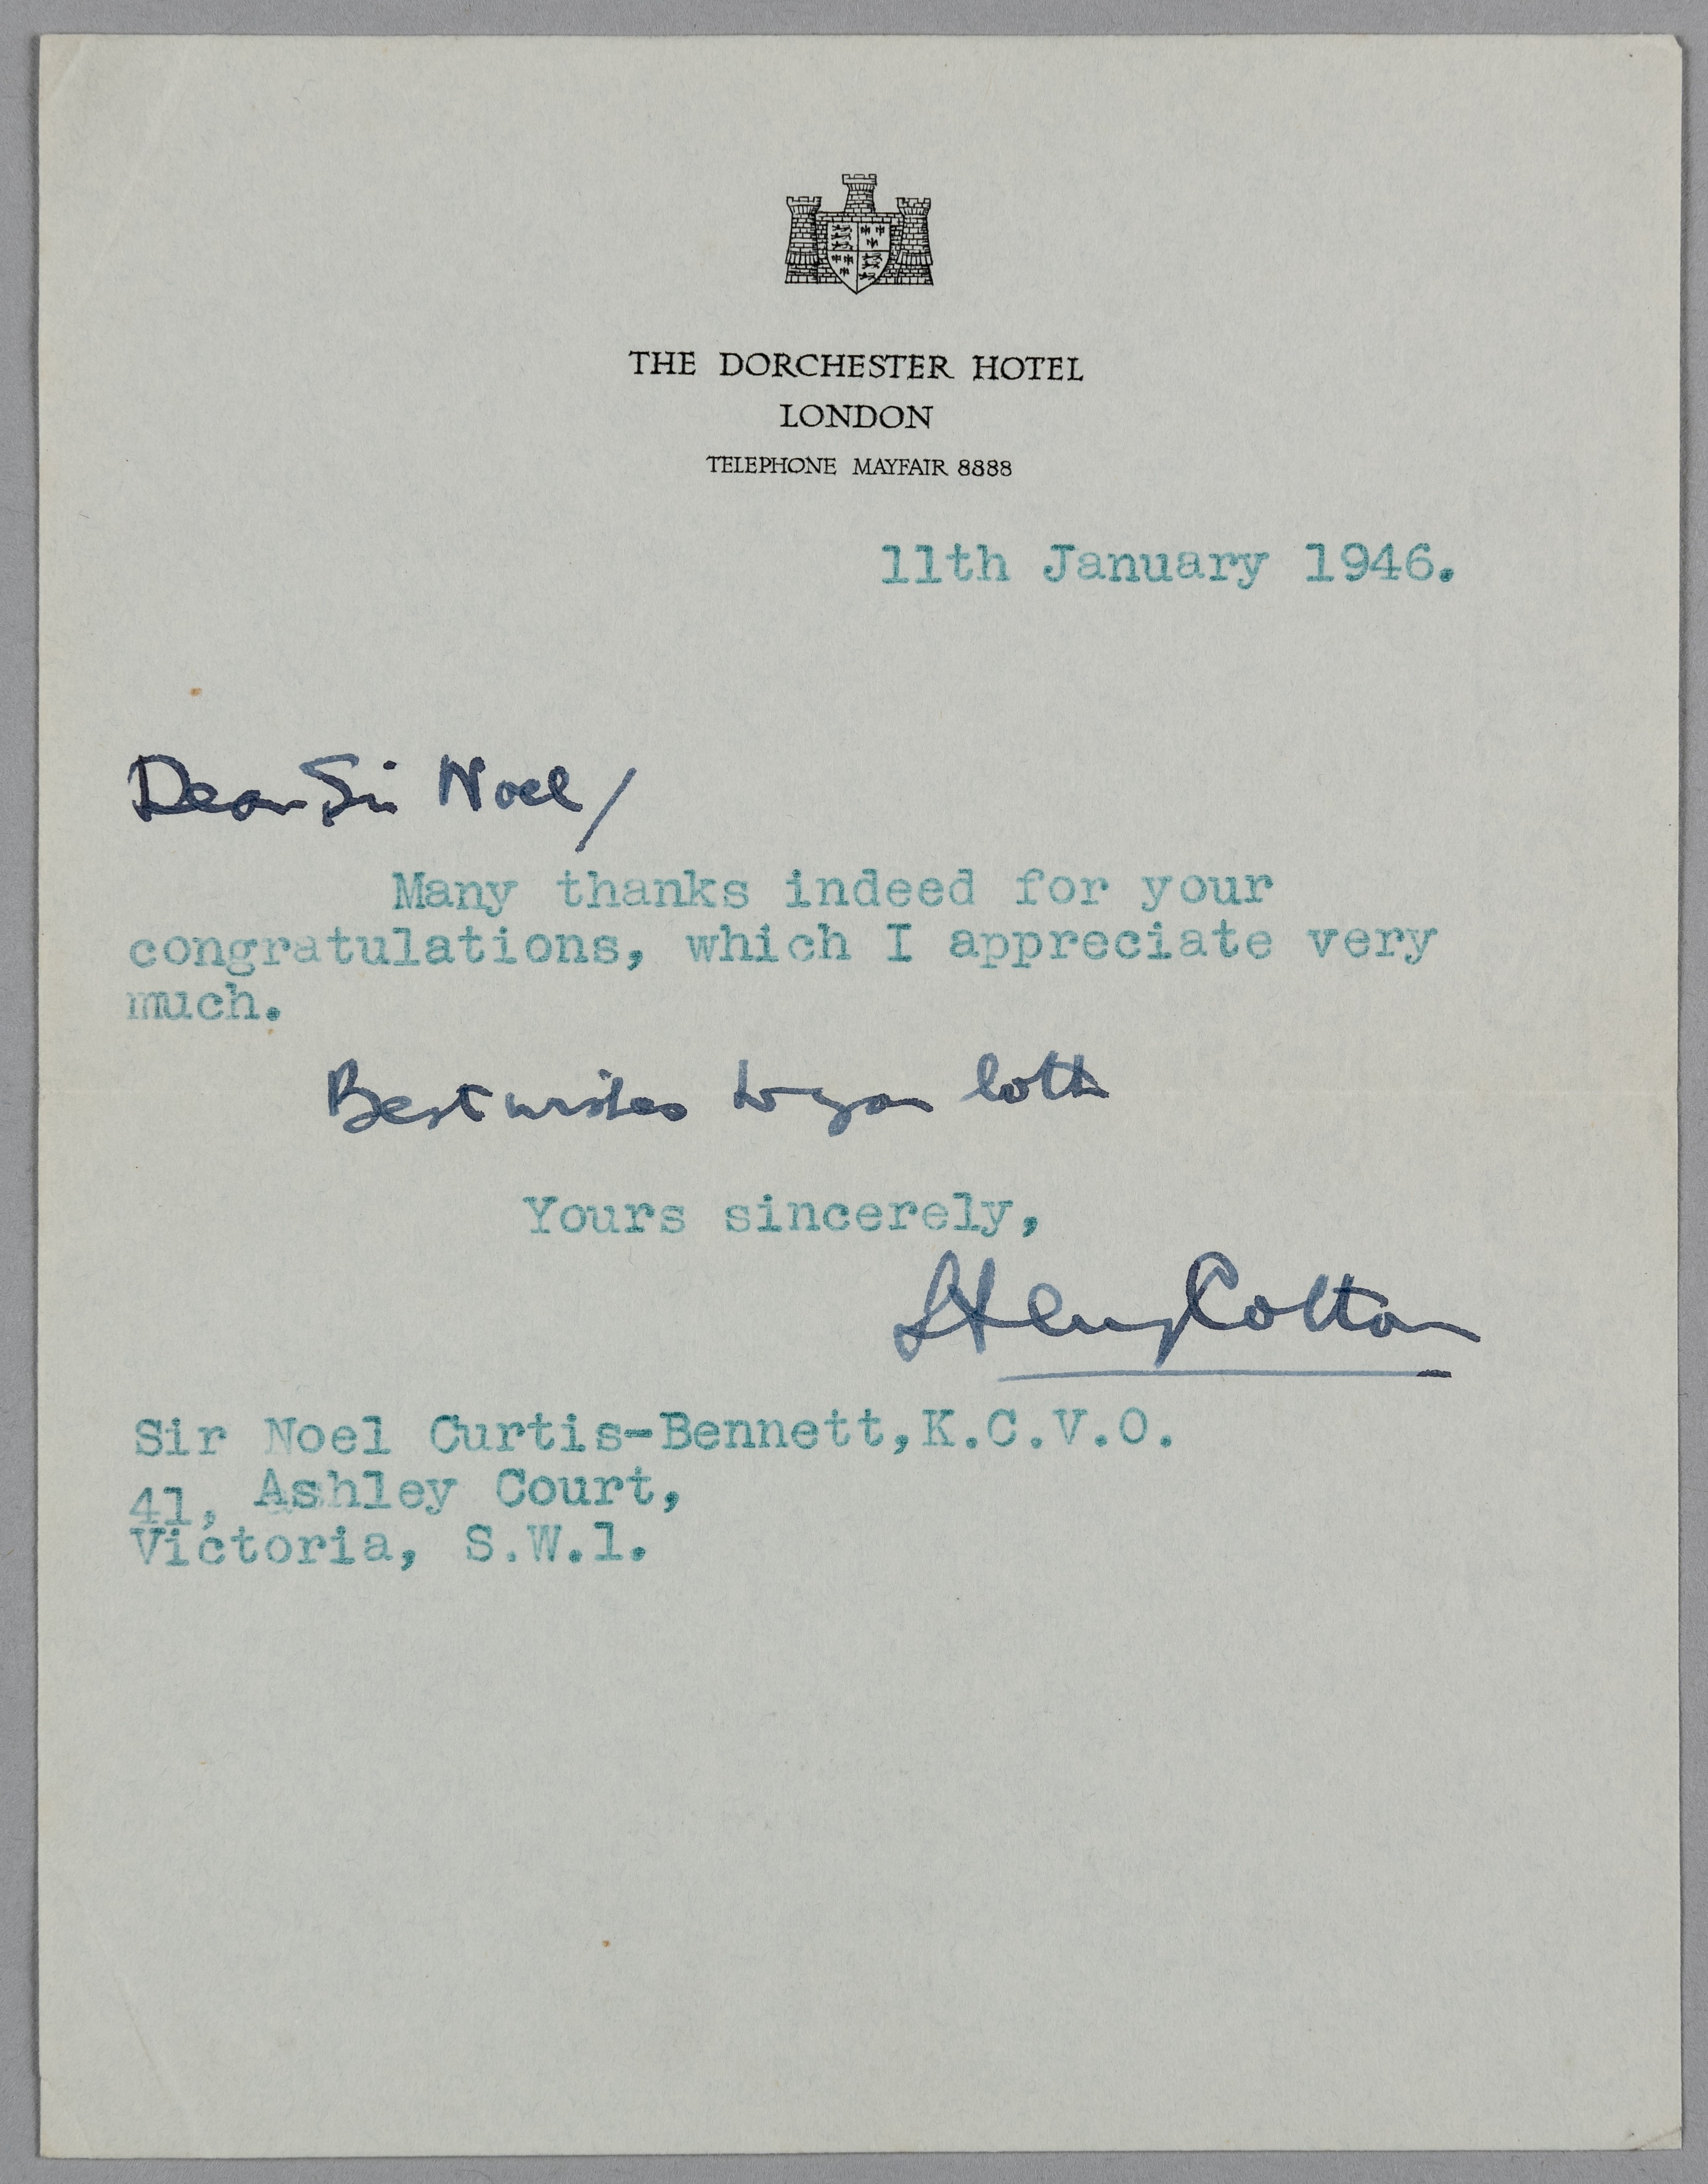 THE DORCHESTER HOTEL
LONDON
TELEPHONE MAYFAIR 8888
11th January 1946.
Dear Sir Noel/
Many thanks indeed for your
congratulations, which I appreciate very
much.
Best wishes to you both
Yours sincerely,
Henry Cotton
Sir Noel Curtis-Bennett,K.C.V.O.
41, Ashley Court,
Victoria, S.W.1.